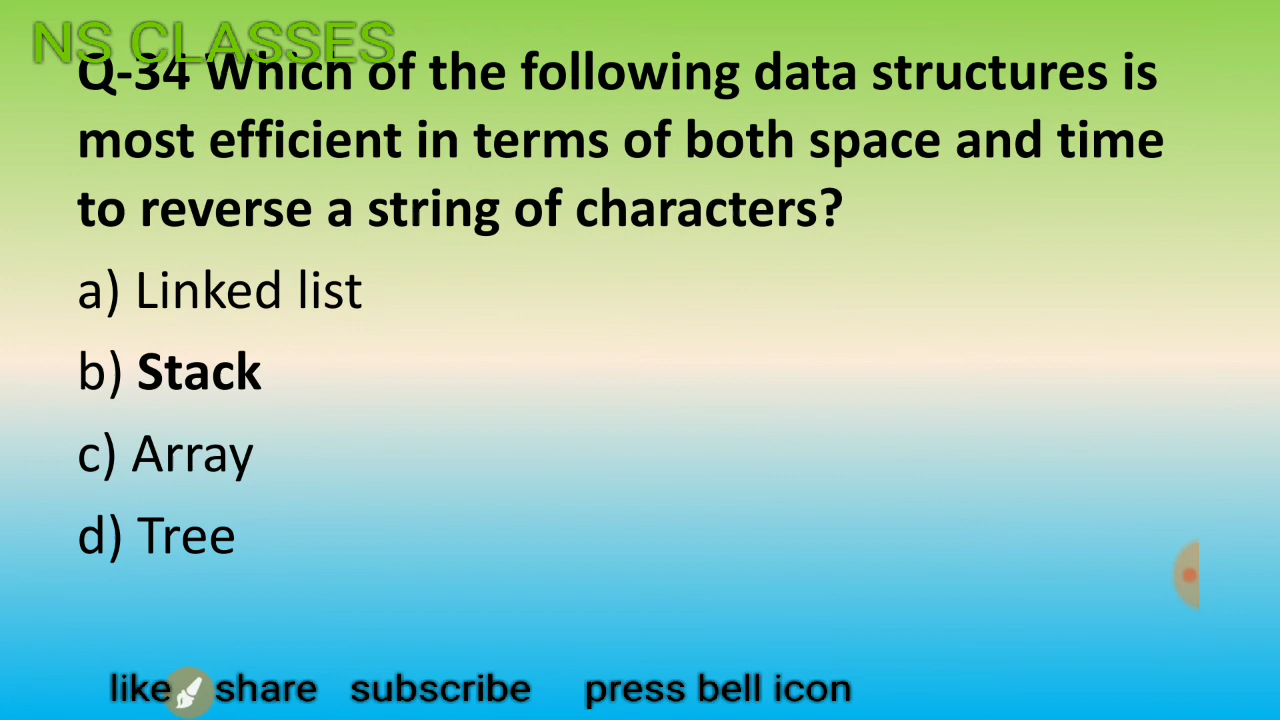 NS CLASSES
Q-34 Which of the following data structures is
most efficient in terms of both space and time
to reverse a string of characters?
a) Linked list
b) Stack
c) Array
d) Tree
like share subscribe press bell icon